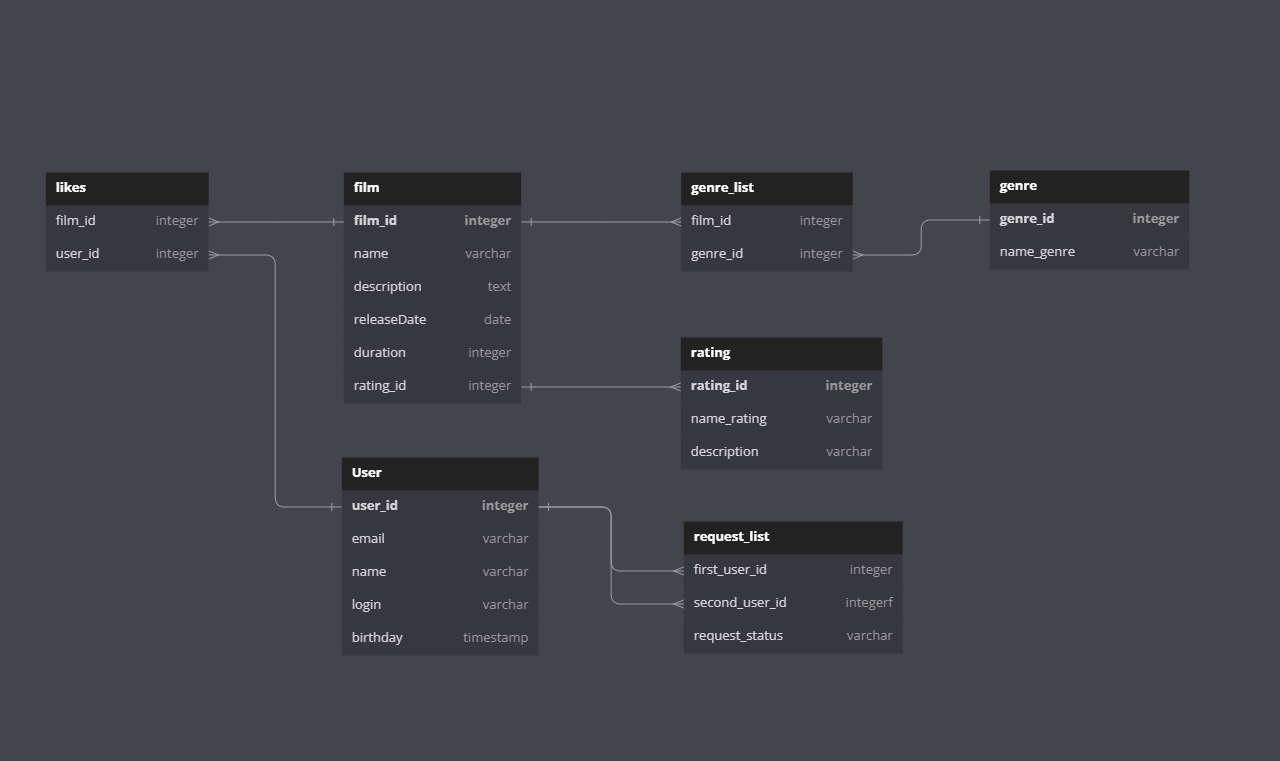 likes
film_id integer
user_id integer
film
film_id integer
name varchar
description text
releaseDate date
duration integer
rating_id integer
genre_list
film_id integer
genre_id integer
genre
genre_id integer
name_genre varchar
rating
rating_id integer
name_rating varchar
description varchar
User
user_id integer
email varchar
name varchar
login varchar
birthday timestamp
request_list
first_user_id integer
second_user_id integerf
request_status varchar